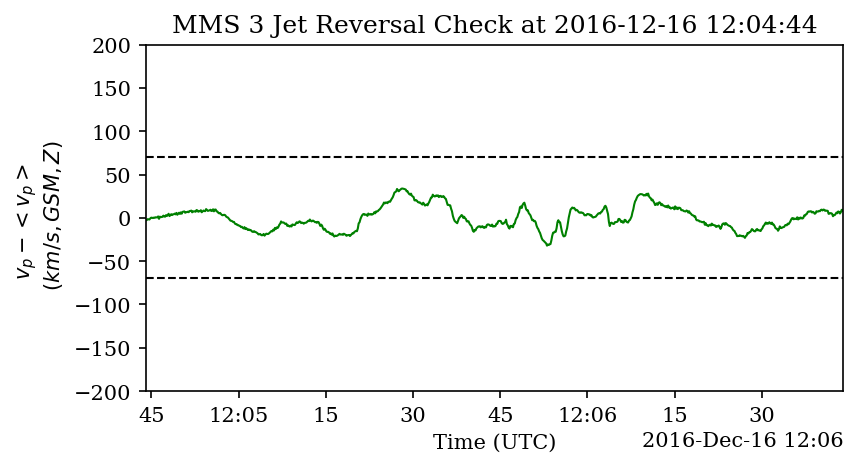 MMS 3 Jet Reversal Check at 2016-12-16 12:04:44
200
150
100
50
0
−50
−100
−150
−200
v_p − < v_p >
(km/s, GSM, Z)
45 12:05 15 30 45 12:06 15 30
Time (UTC)
2016-Dec-16 12:06